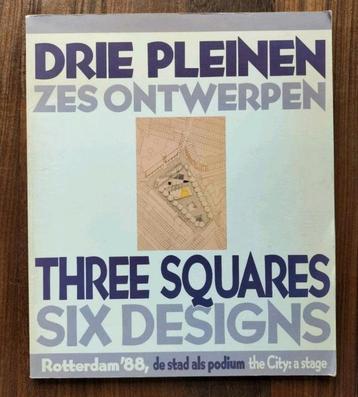 DRIE PLEINEN
ZES ONTWERPEN
THREE SQUARES
SIX DESIGNS
Rotterdam'88, de stad als podium the City: a stage